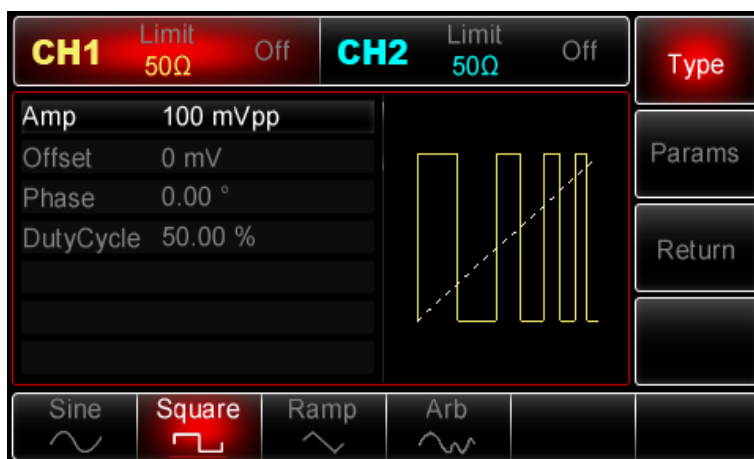 CH1 Limit Off CH2 Limit Off
50Ω 50Ω
Type
Amp 100 mVpp
Offset 0 mV
Phase 0.00 °
DutyCycle 50.00 %
Params
Return
Sine Square Ramp Arb